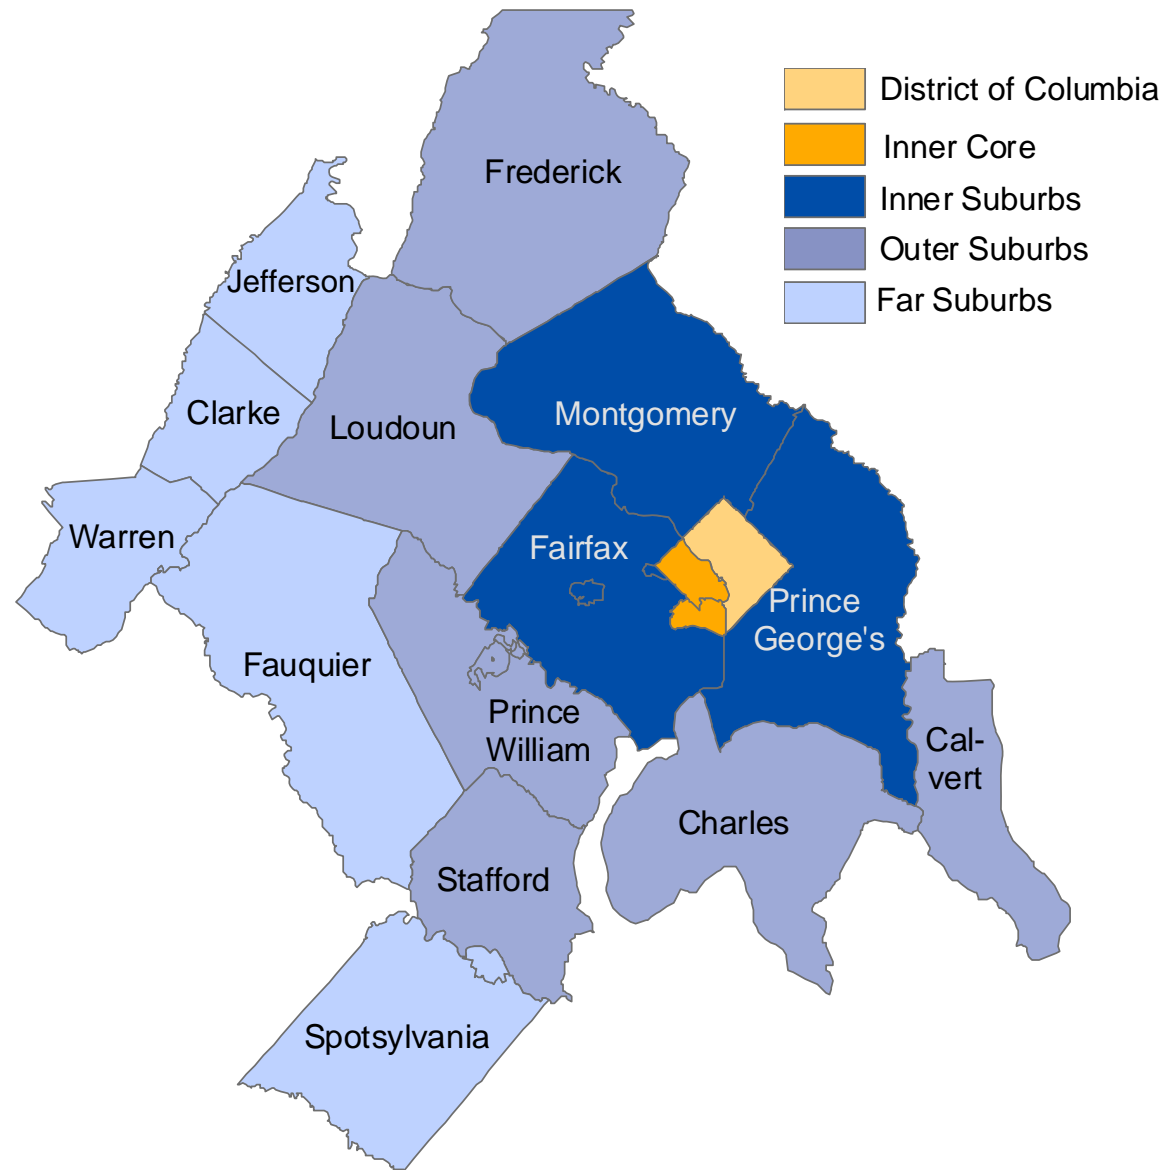 District of Columbia
Inner Core
Inner Suburbs
Outer Suburbs
Far Suburbs
Frederick
Jefferson
Clarke
Loudoun
Montgomery
Warren
Fairfax
Prince
George's
Fauquier
Prince
William
Cal-
vert
Charles
Stafford
Spotsylvania